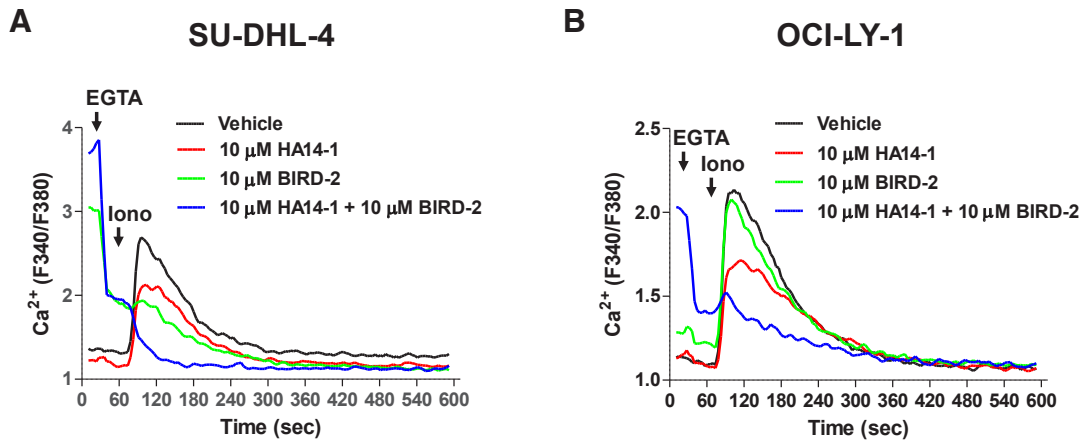 A
SU-DHL-4
EGTA
Iono
Vehicle
10 μM HA14-1
10 μM BIRD-2
10 μM HA14-1 + 10 μM BIRD-2
Ca2+ (F340/F380)
4
3
2
1
0 60 120 180 240 300 360 420 480 540 600
Time (sec)
B
OCI-LY-1
EGTA
Iono
Vehicle
10 μM HA14-1
10 μM BIRD-2
10 μM HA14-1 + 10 μM BIRD-2
Ca2+ (F340/F380)
2.5
2.0
1.5
1.0
0 60 120 180 240 300 360 420 480 540 600
Time (sec)